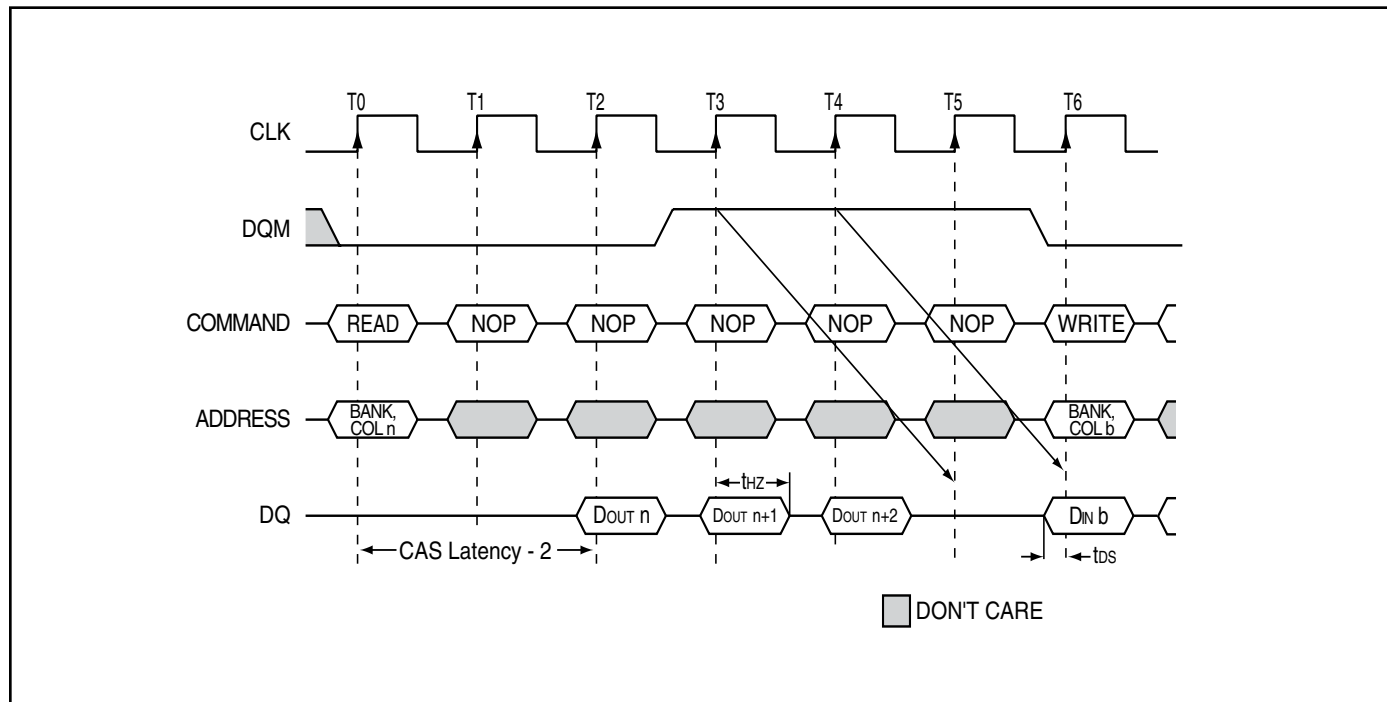 T0 T1 T2 T3 T4 T5 T6
CLK
DQM
COMMAND READ NOP NOP NOP NOP NOP WRITE
ADDRESS BANK, COL n BANK, COL b
tHZ
DQ DOUT n DOUT n+1 DOUT n+2 DIN b
CAS Latency - 2 tDS
DON'T CARE